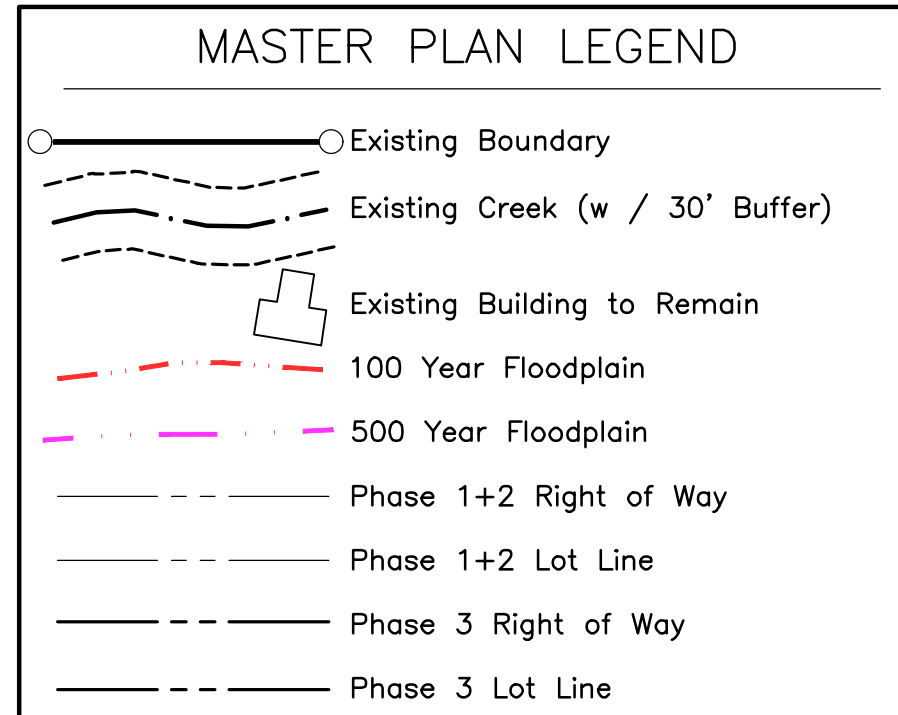 MASTER PLAN LEGEND
Existing Boundary
Existing Creek (w / 30' Buffer)
Existing Building to Remain
100 Year Floodplain
500 Year Floodplain
Phase 1+2 Right of Way
Phase 1+2 Lot Line
Phase 3 Right of Way
Phase 3 Lot Line